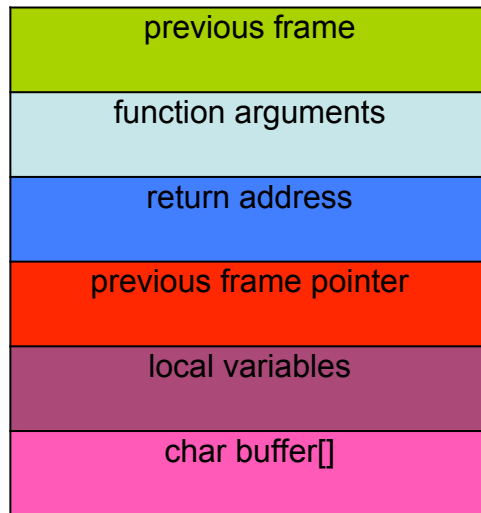 previous frame
function arguments
return address
previous frame pointer
local variables
char buffer[]